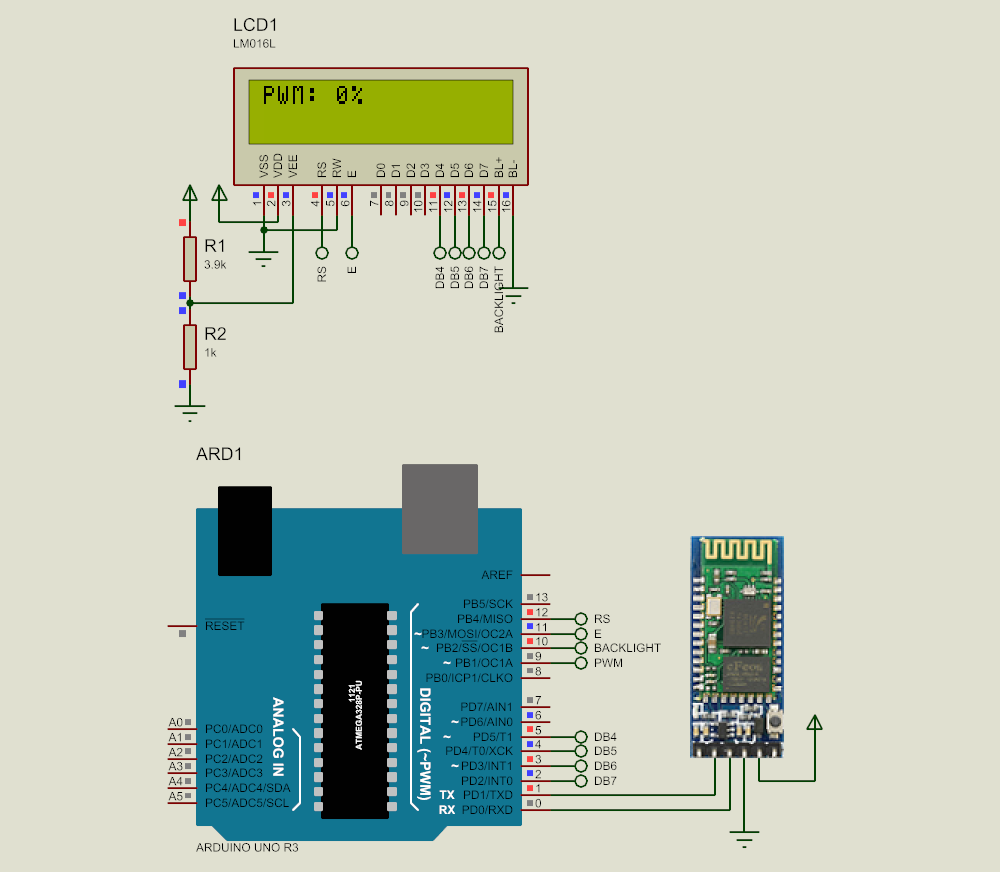 LCD1
LM016L
PWM: 0%
VSS VDD VEE RS RW E D0 D1 D2 D3 D4 D5 D6 D7 BL+ BL-
1 2 3 4 5 6 7 8 9 10 11 12 13 14 15 16
RS E DB4 DB5 DB6 DB7 BACKLIGHT
R1
3.9k
R2
1k
ARD1
AREF
PB5/SCK 13
PB4/MISO 12 RS
RESET
~PB3/MOSI/OC2A 11 E
~ PB2/SS/OC1B 10 BACKLIGHT
~ PB1/OC1A 9 PWM
PB0/ICP1/CLKO 8
1121
ATMEGA328P-PU
ANALOG IN
DIGITAL (~PWM)
PD7/AIN1 7
~ PD6/AIN0 6
~ PD5/T1 5 DB4
PD4/T0/XCK 4 DB5
~ PD3/INT1 3 DB6
PD2/INT0 2 DB7
TX PD1/TXD 1
RX PD0/RXD 0
A0 PC0/ADC0
A1 PC1/ADC1
A2 PC2/ADC2
A3 PC3/ADC3
A4 PC4/ADC4/SDA
A5 PC5/ADC5/SCL
ARDUINO UNO R3